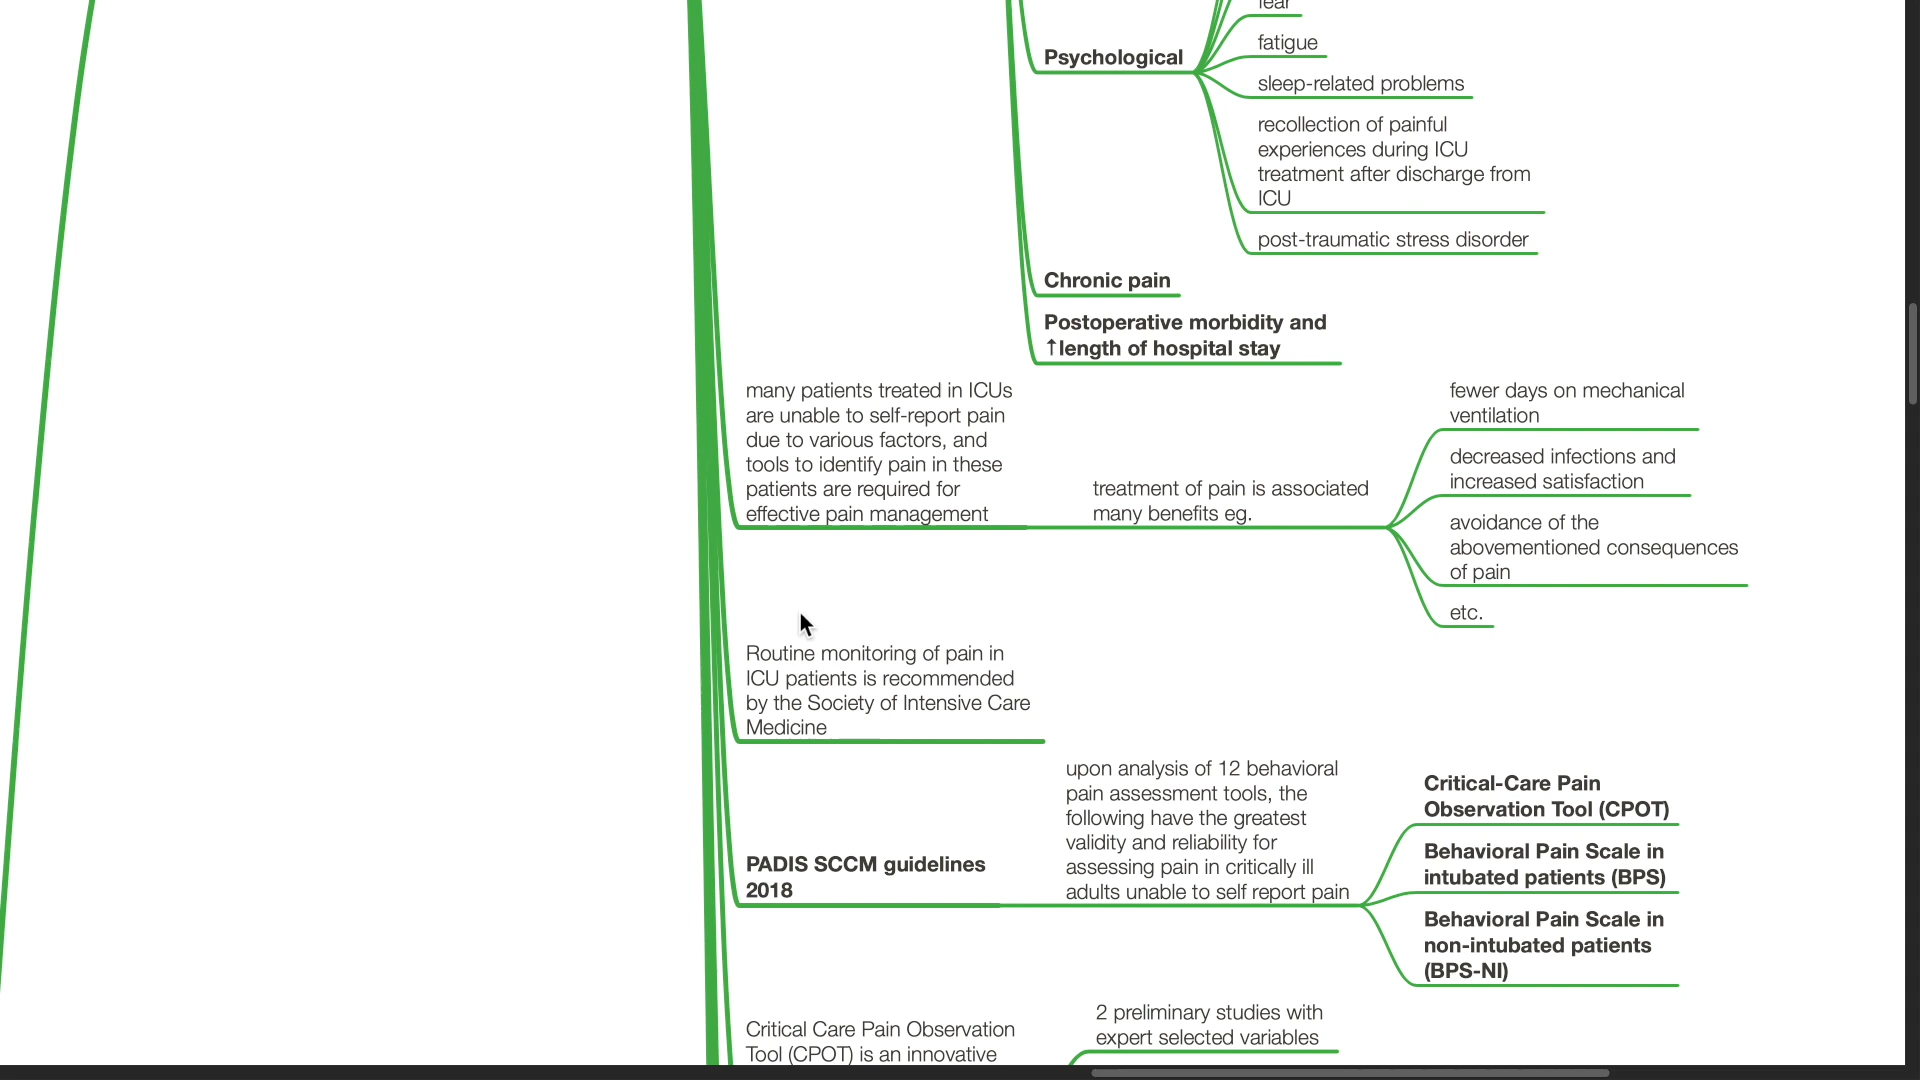 fear
Psychological
fatigue
sleep-related problems
recollection of painful
experiences during ICU
treatment after discharge from
ICU
post-traumatic stress disorder
Chronic pain
Postoperative morbidity and
↑length of hospital stay
many patients treated in ICUs
are unable to self-report pain
due to various factors, and
tools to identify pain in these
patients are required for
effective pain management
treatment of pain is associated
many benefits eg.
fewer days on mechanical
ventilation
decreased infections and
increased satisfaction
avoidance of the
abovementioned consequences
of pain
etc.
Routine monitoring of pain in
ICU patients is recommended
by the Society of Intensive Care
Medicine
PADIS SCCM guidelines
2018
upon analysis of 12 behavioral
pain assessment tools, the
following have the greatest
validity and reliability for
assessing pain in critically ill
adults unable to self report pain
Critical-Care Pain
Observation Tool (CPOT)
Behavioral Pain Scale in
intubated patients (BPS)
Behavioral Pain Scale in
non-intubated patients
(BPS-NI)
Critical Care Pain Observation
Tool (CPOT) is an innovative
2 preliminary studies with
expert selected variables